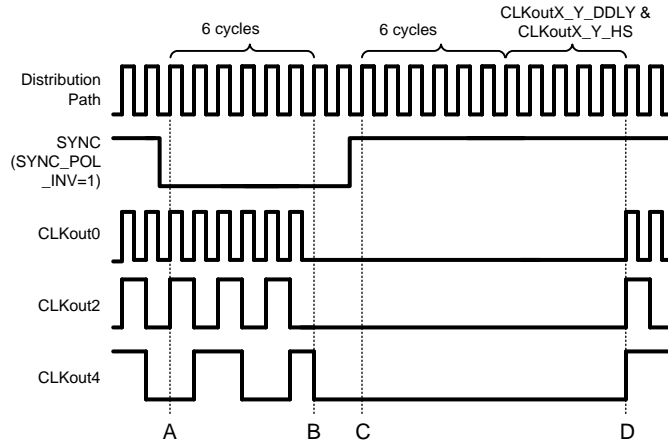 CLKoutX_Y_DDLY &
CLKoutX_Y_HS
6 cycles
6 cycles
Distribution
Path
SYNC
(SYNC_POL
_INV=1)
CLKout0
CLKout2
CLKout4
A
B
C
D